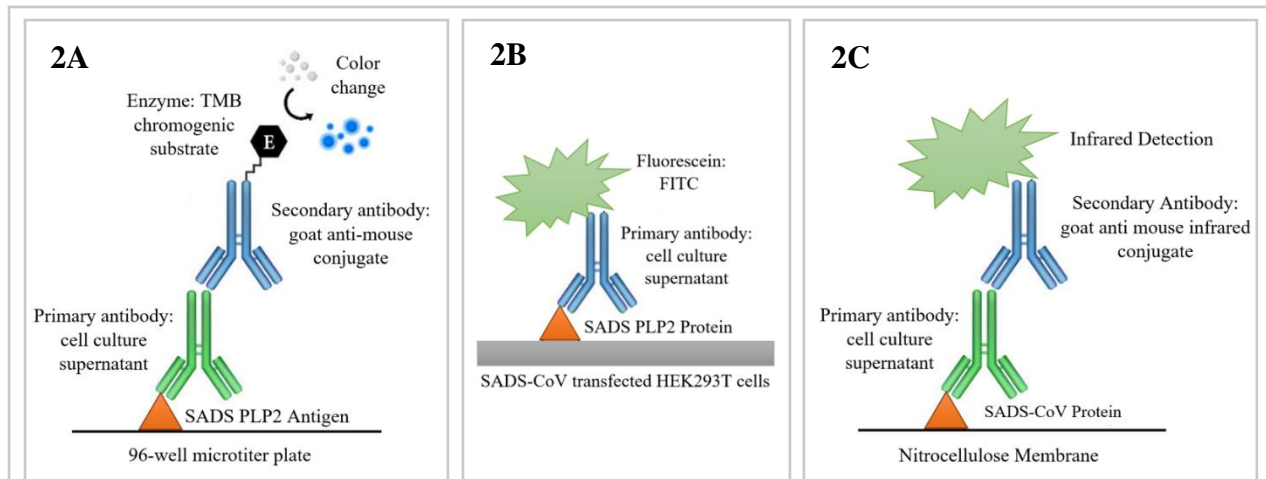 2A
Color
change
Enzyme: TMB
chromogenic
substrate
E
Secondary antibody:
goat anti-mouse
conjugate
Primary antibody:
cell culture
supernatant
SADS PLP2 Antigen
96-well microtiter plate
2B
Fluorescein:
FITC
Primary antibody:
cell culture
supernatant
SADS PLP2 Protein
SADS-CoV transfected HEK293T cells
2C
Infrared Detection
Secondary Antibody:
goat anti mouse infrared
conjugate
Primary antibody:
cell culture
supernatant
SADS-CoV Protein
Nitrocellulose Membrane